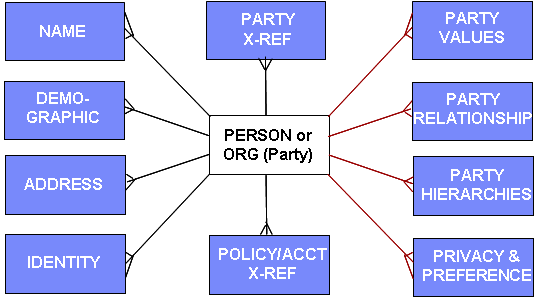 NAME
PARTY
X-REF
PARTY
VALUES
DEMO-
GRAPHIC
PERSON or
ORG (Party)
PARTY
RELATIONSHIP
ADDRESS
PARTY
HIERARCHIES
IDENTITY
POLICY/ACCT
X-REF
PRIVACY &
PREFERENCE